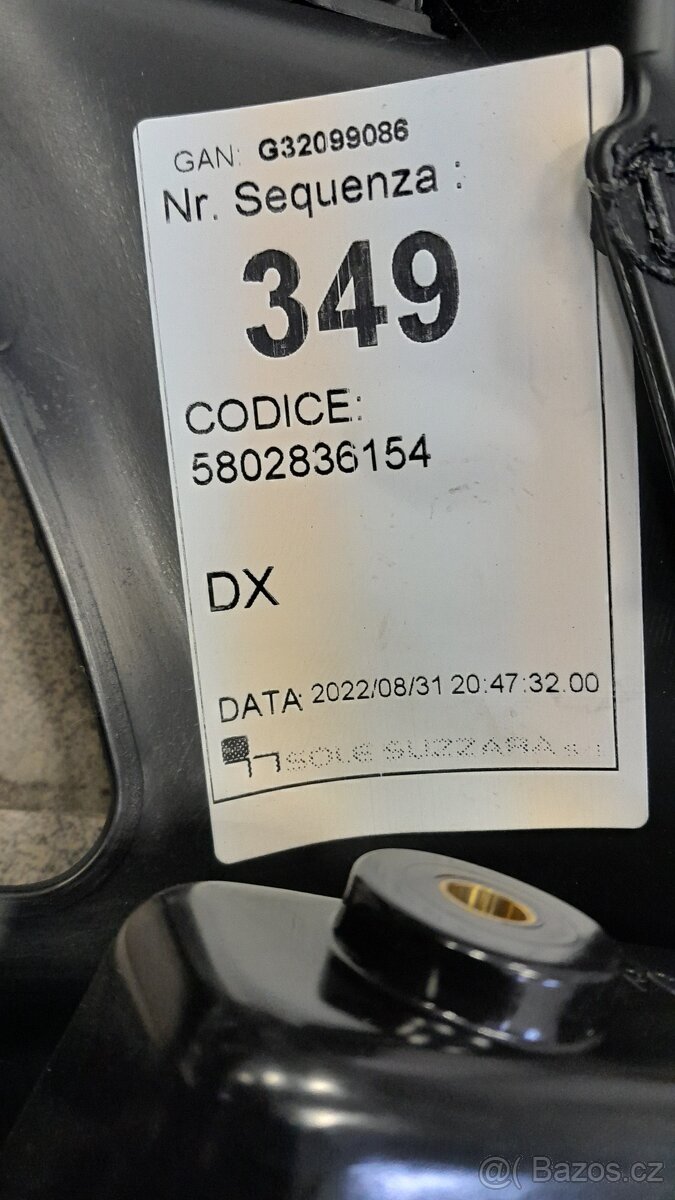 GAN: G32099086
Nr. Sequenza :
349
CODICE:
5802836154
DX
DATA: 2022/08/31 20:47:32.00
SOLE SUZZARA s.r.l.
@( Bazos.cz